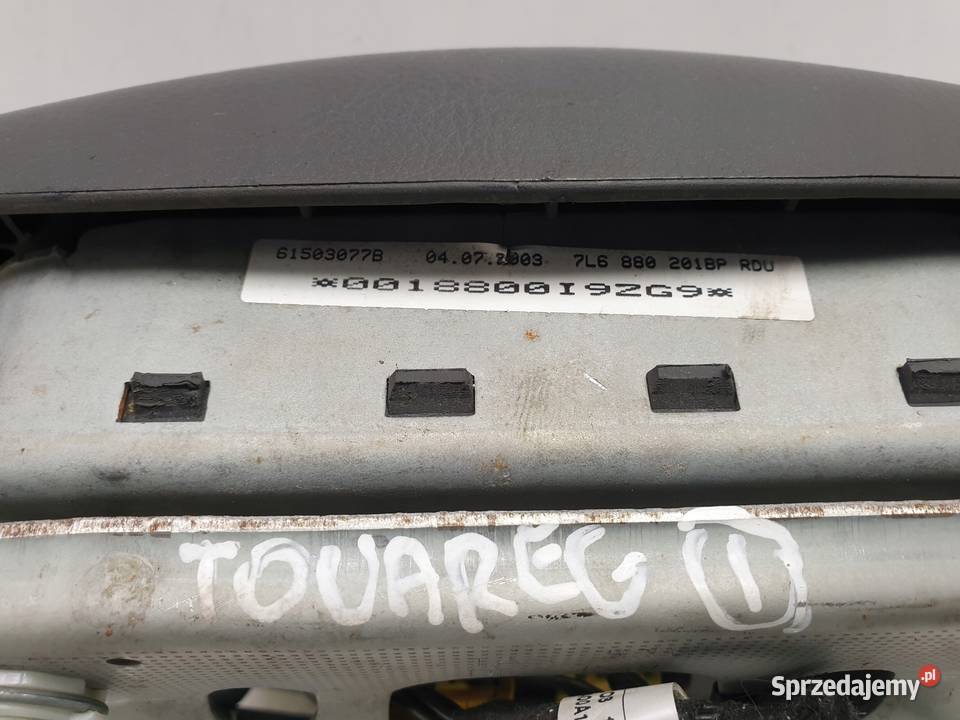 61503077B 04.07.2003 7L6 880 201BP RDU
*0018800I9ZG9*
TOUAREG 1
Sprzedajemy.pl